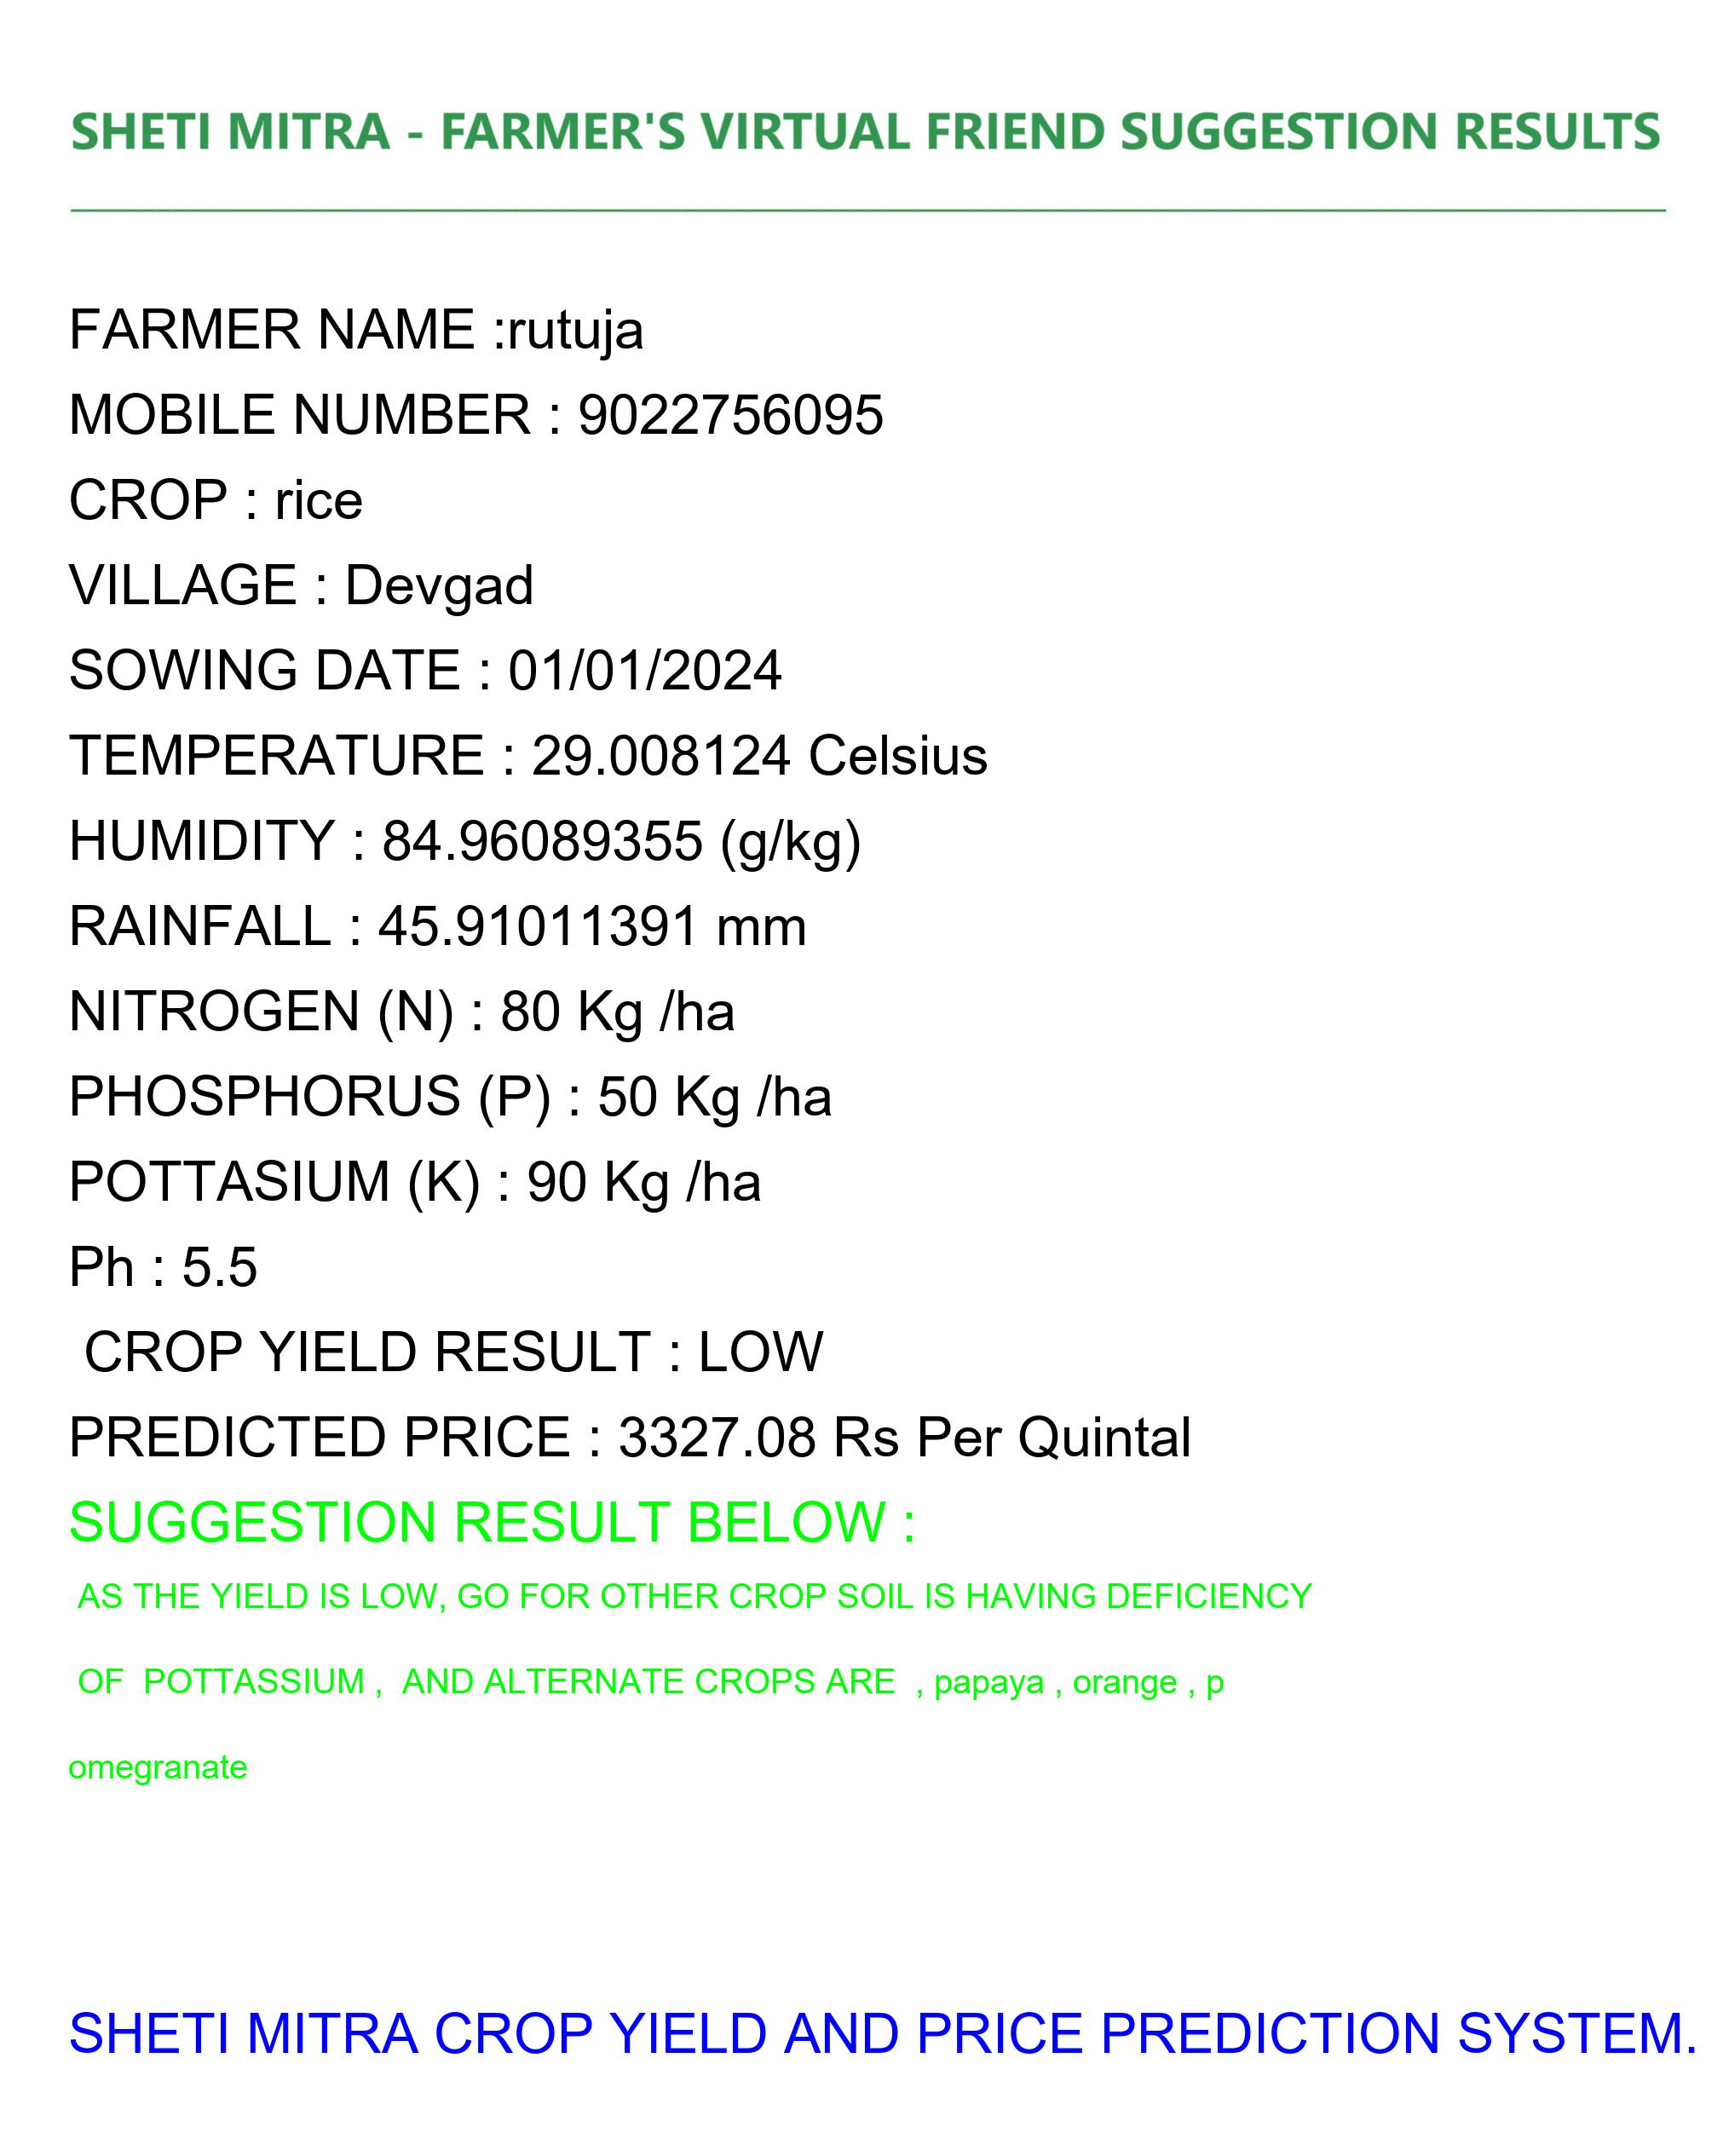 SHETI MITRA - FARMER'S VIRTUAL FRIEND SUGGESTION RESULTS
FARMER NAME :rutuja
MOBILE NUMBER : 9022756095
CROP : rice
VILLAGE : Devgad
SOWING DATE : 01/01/2024
TEMPERATURE : 29.008124 Celsius
HUMIDITY : 84.96089355 (g/kg)
RAINFALL : 45.91011391 mm
NITROGEN (N) : 80 Kg /ha
PHOSPHORUS (P) : 50 Kg /ha
POTTASIUM (K) : 90 Kg /ha
Ph : 5.5
CROP YIELD RESULT : LOW
PREDICTED PRICE : 3327.08 Rs Per Quintal
SUGGESTION RESULT BELOW :
AS THE YIELD IS LOW, GO FOR OTHER CROP SOIL IS HAVING DEFICIENCY
OF  POTTASSIUM ,  AND ALTERNATE CROPS ARE  , papaya , orange , p
omegranate
SHETI MITRA CROP YIELD AND PRICE PREDICTION SYSTEM.